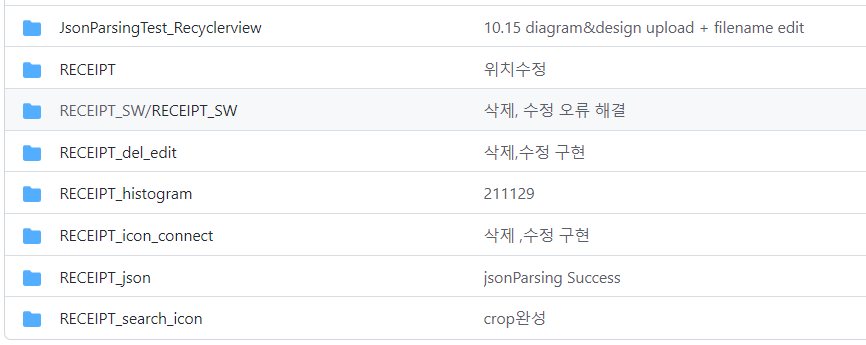 JsonParsingTest_Recyclerview 10.15 diagram&design upload + filename edit
RECEIPT 위치수정
RECEIPT_SW/RECEIPT_SW 삭제, 수정 오류 해결
RECEIPT_del_edit 삭제,수정 구현
RECEIPT_histogram 211129
RECEIPT_icon_connect 삭제 ,수정 구현
RECEIPT_json jsonParsing Success
RECEIPT_search_icon crop완성